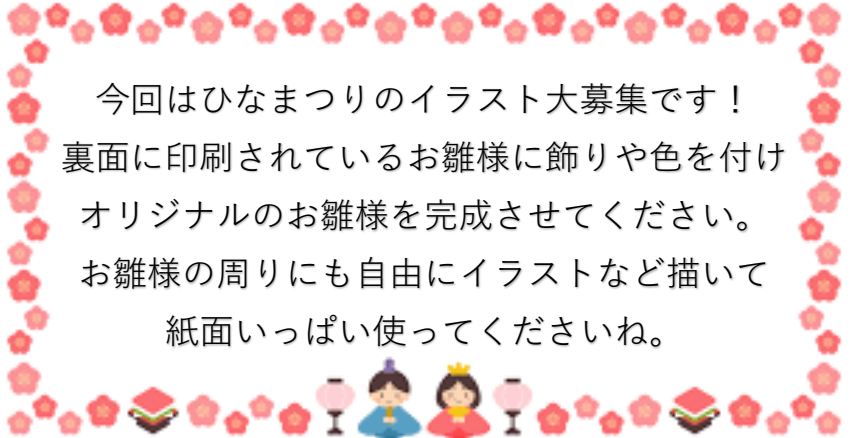 今回はひなまつりのイラスト大募集です！
裏面に印刷されているお雛様に飾りや色を付け
オリジナルのお雛様を完成させてください。
お雛様の周りにも自由にイラストなど描いて
紙面いっぱい使ってくださいね。